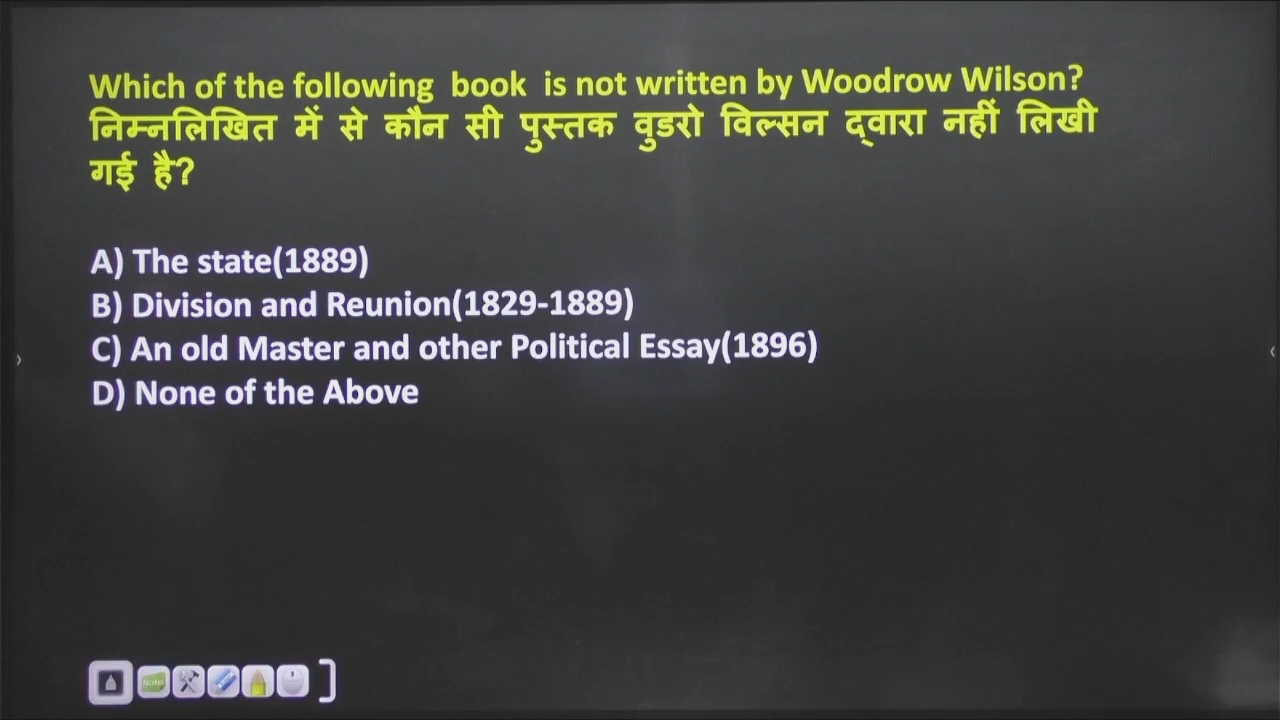 Which of the following book is not written by Woodrow Wilson?
निम्नलिखित में से कौन सी पुस्तक वुडरो विल्सन द्वारा नहीं लिखी
गई है?
A) The state(1889)
B) Division and Reunion(1829-1889)
C) An old Master and other Political Essay(1896)
D) None of the Above
Note